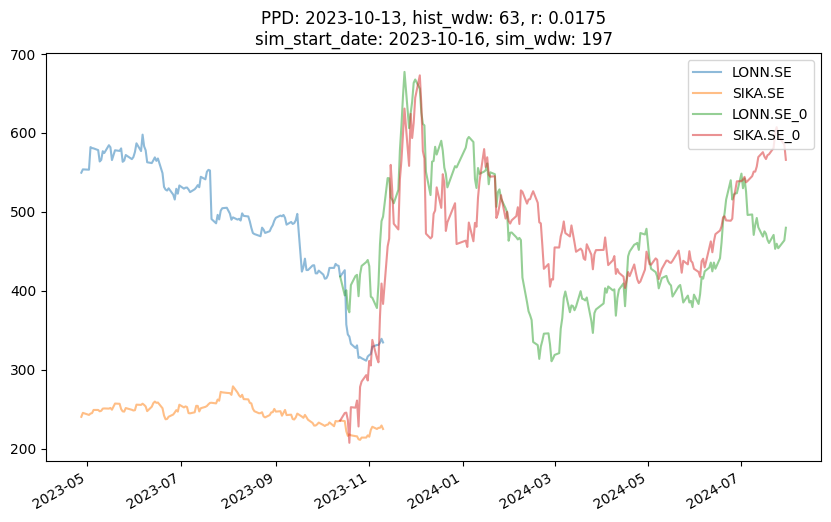 PPD: 2023-10-13, hist_wdw: 63, r: 0.0175
sim_start_date: 2023-10-16, sim_wdw: 197
700
600
500
400
300
200
LONN.SE
SIKA.SE
LONN.SE_0
SIKA.SE_0
2023-05
2023-07
2023-09
2023-11
2024-01
2024-03
2024-05
2024-07